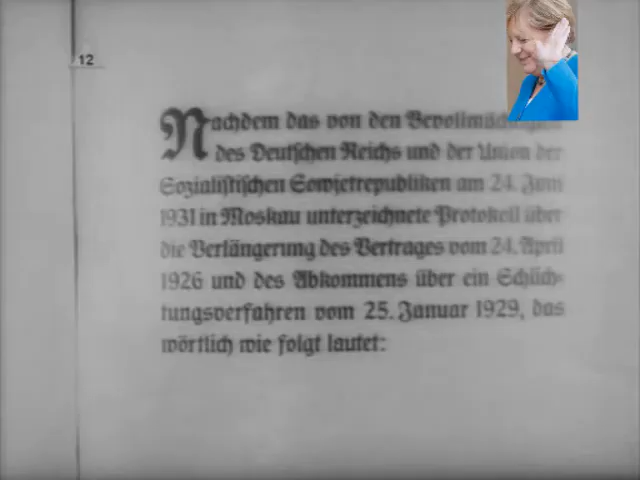 12
Nachdem das von den Bevollmächtigten
des Deutschen Reichs und der Union der
Sozialistischen Sowjetrepubliken am 24. Juni
1931 in Moskau unterzeichnete Protokoll über
die Verlängerung des Vertrages vom 24. April
1926 und des Abkommens über ein Schlich-
tungsverfahren vom 25. Januar 1929, das
wörtlich wie folgt lautet: